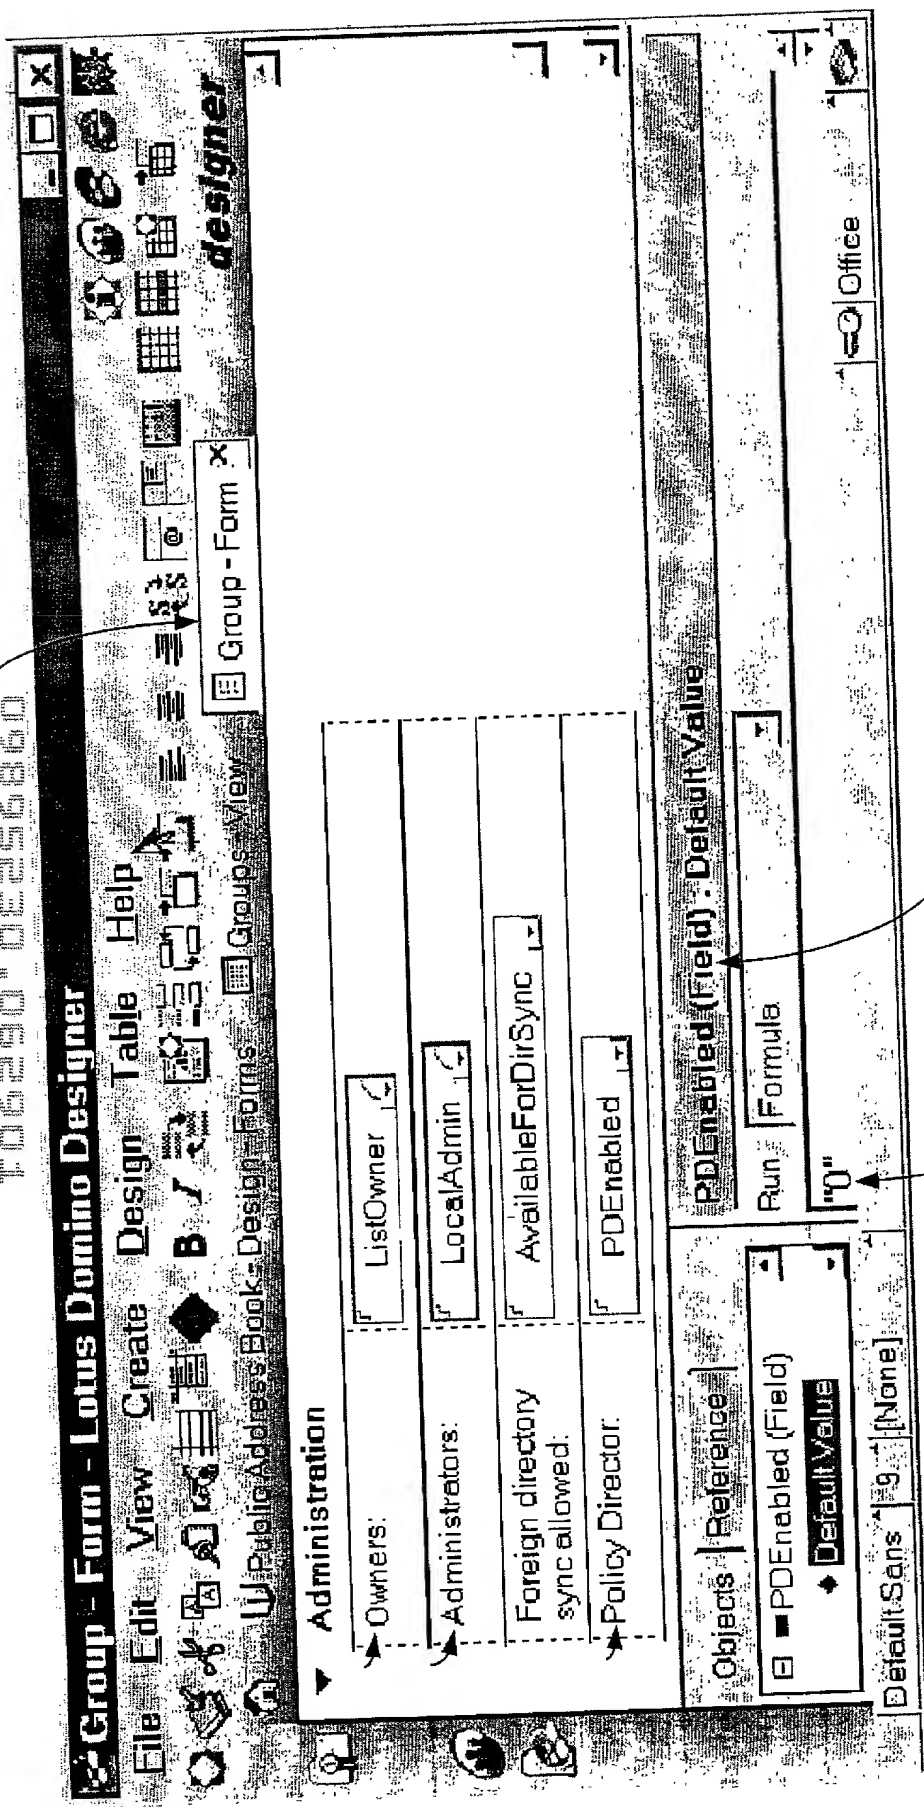 Group - Form - Lotus Domino Designer
File Edit View Create Design Table Help
B I
@
designer
Public Address Book - Design - Forms
Groups - View
Group - Form X
Administration
Owners:
ListOwner
Administrators:
LocalAdmin
Foreign directory
sync allowed:
AvailableForDirSync
Policy Director:
PDEnabled
Objects Reference
PDEnabled (Field)
Default Value
PDEnabled (Field) : Default Value
Run Formula
"0"
Default Sans 9 [None]
Office